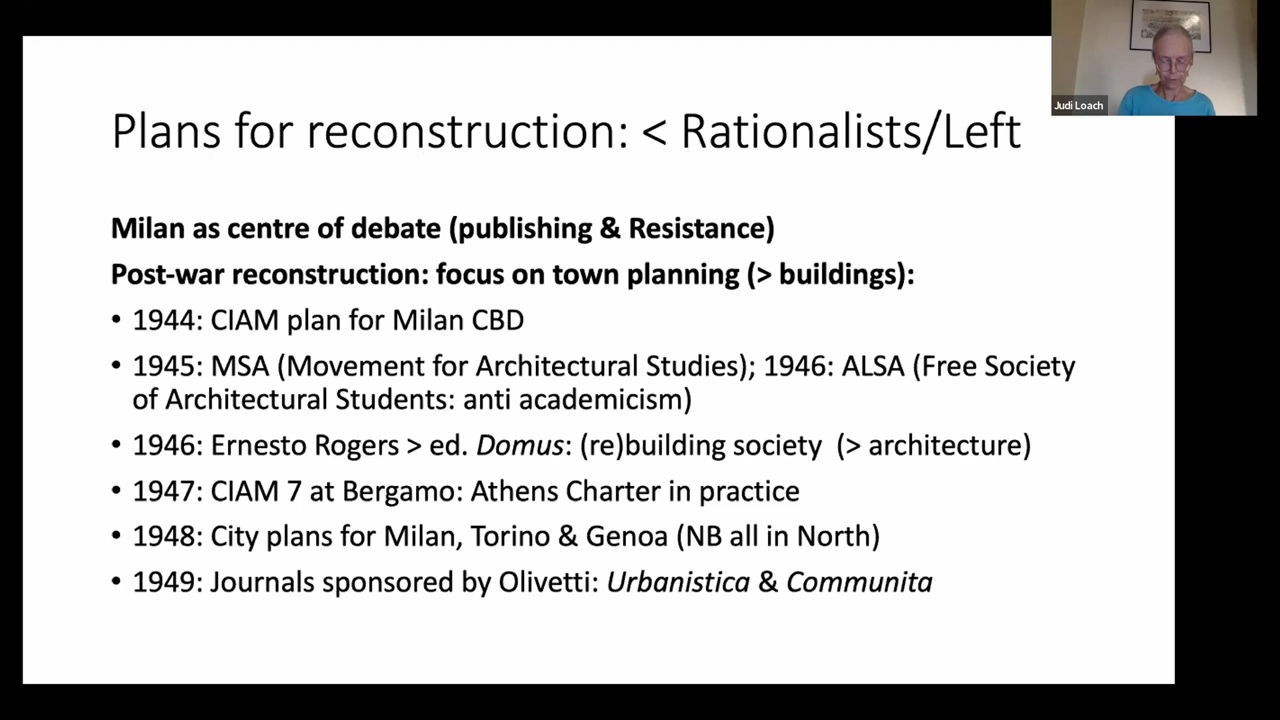 Judi Loach
Plans for reconstruction: < Rationalists/Left
Milan as centre of debate (publishing & Resistance)
Post-war reconstruction: focus on town planning (> buildings):
• 1944: CIAM plan for Milan CBD
• 1945: MSA (Movement for Architectural Studies); 1946: ALSA (Free Society
of Architectural Students: anti academicism)
• 1946: Ernesto Rogers > ed. Domus: (re)building society (> architecture)
• 1947: CIAM 7 at Bergamo: Athens Charter in practice
• 1948: City plans for Milan, Torino & Genoa (NB all in North)
• 1949: Journals sponsored by Olivetti: Urbanistica & Communita